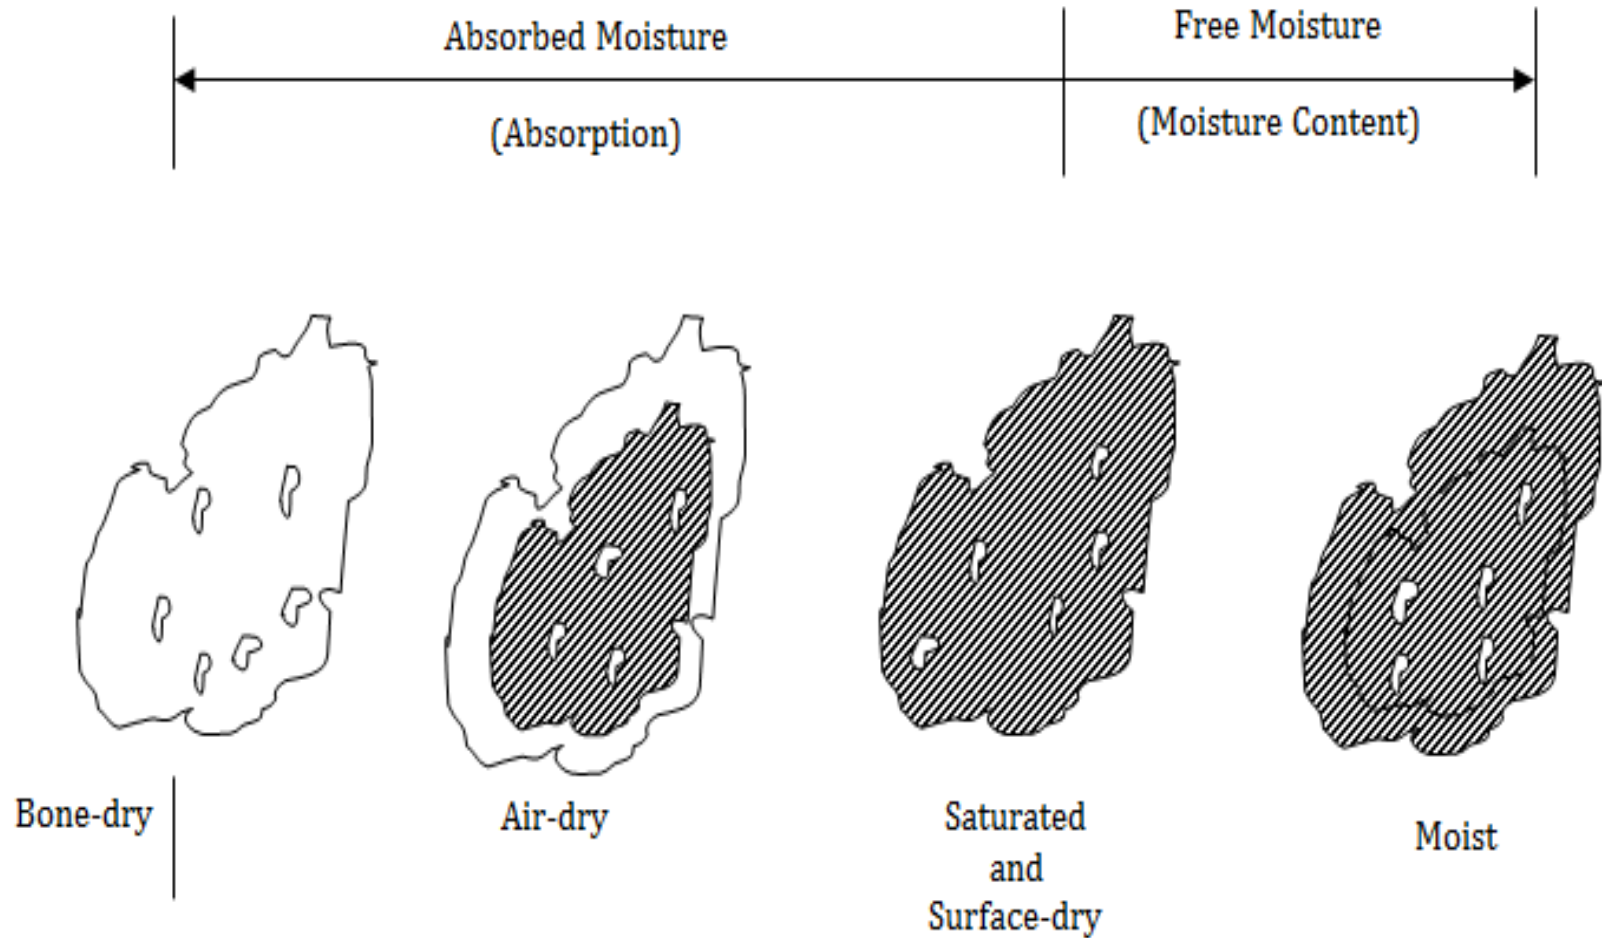 Absorbed Moisture
Free Moisture
(Absorption)
(Moisture Content)
Bone-dry
Air-dry
Saturated
and
Surface-dry
Moist